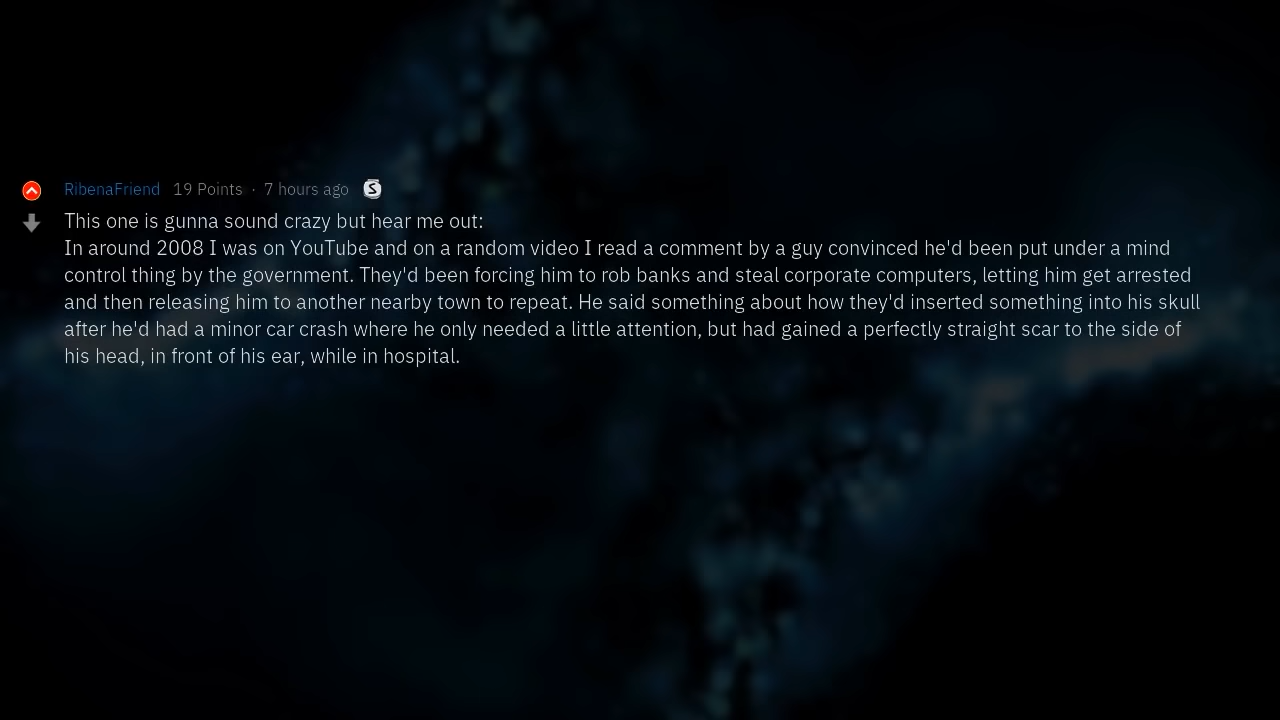 RibenaFriend 19 Points · 7 hours ago S
This one is gunna sound crazy but hear me out:
In around 2008 I was on YouTube and on a random video I read a comment by a guy convinced he'd been put under a mind
control thing by the government. They'd been forcing him to rob banks and steal corporate computers, letting him get arrested
and then releasing him to another nearby town to repeat. He said something about how they'd inserted something into his skull
after he'd had a minor car crash where he only needed a little attention, but had gained a perfectly straight scar to the side of
his head, in front of his ear, while in hospital.